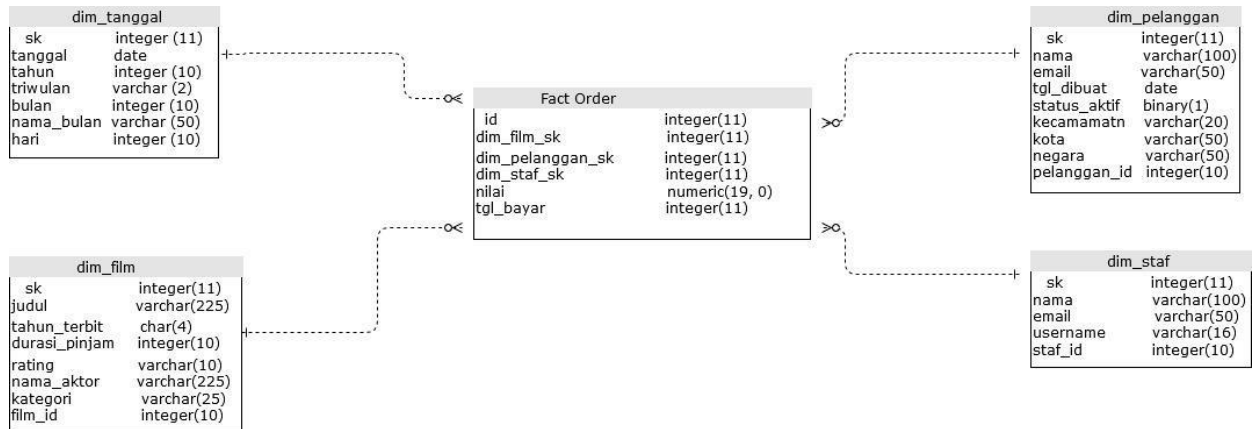 dim_tanggal
sk integer (11)
tanggal date
tahun integer (10)
triwulan varchar (2)
bulan integer (10)
nama_bulan varchar (50)
hari integer (10)
dim_pelanggan
sk integer(11)
nama varchar(100)
email varchar(50)
tgl_dibuat date
status_aktif binary(1)
kecamamatn varchar(20)
kota varchar(50)
negara varchar(50)
pelanggan_id integer(10)
Fact Order
id integer(11)
dim_film_sk integer(11)
dim_pelanggan_sk integer(11)
dim_staf_sk integer(11)
nilai numeric(19, 0)
tgl_bayar integer(11)
dim_film
sk integer(11)
judul varchar(225)
tahun_terbit char(4)
durasi_pinjam integer(10)
rating varchar(10)
nama_aktor varchar(225)
kategori varchar(25)
film_id integer(10)
dim_staf
sk integer(11)
nama varchar(100)
email varchar(50)
username varchar(16)
staf_id integer(10)